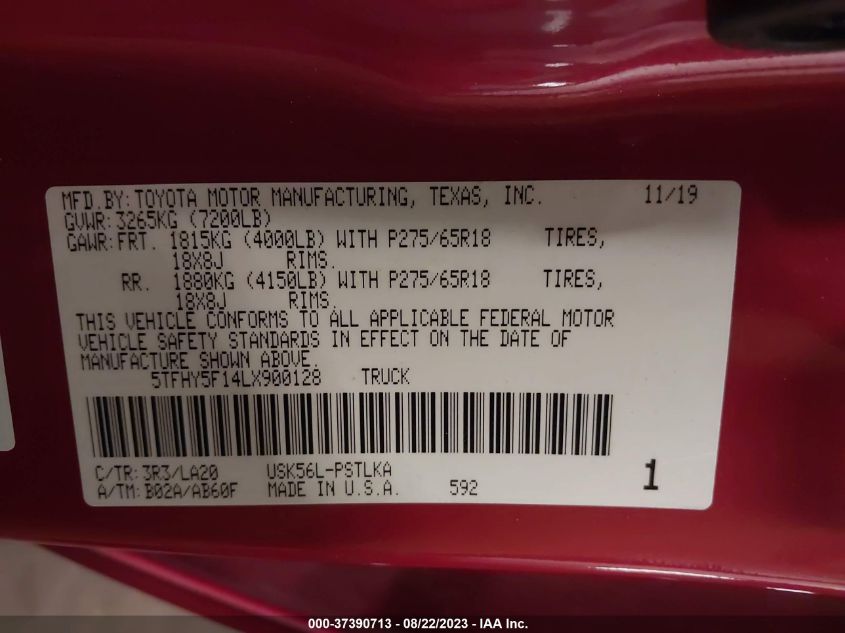 MFD.BY:TOYOTA MOTOR MANUFACTURING, TEXAS, INC. 11/19
GVWR:3265KG (7200LB)
GAWR:FRT. 1815KG (4000LB) WITH P275/65R18 TIRES,
18X8J RIMS.
RR. 1880KG (4150LB) WITH P275/65R18 TIRES,
18X8J RIMS.
THIS VEHICLE CONFORMS TO ALL APPLICABLE FEDERAL MOTOR
VEHICLE SAFETY STANDARDS IN EFFECT ON THE DATE OF
MANUFACTURE SHOWN ABOVE.
5TFHY5F14LX900128 TRUCK
C/TR:3R3/LA20 USK56L-PSTLKA
A/TM:B02A/AB60F MADE IN U.S.A. 592 1
000-37390713 - 08/22/2023 - IAA Inc.